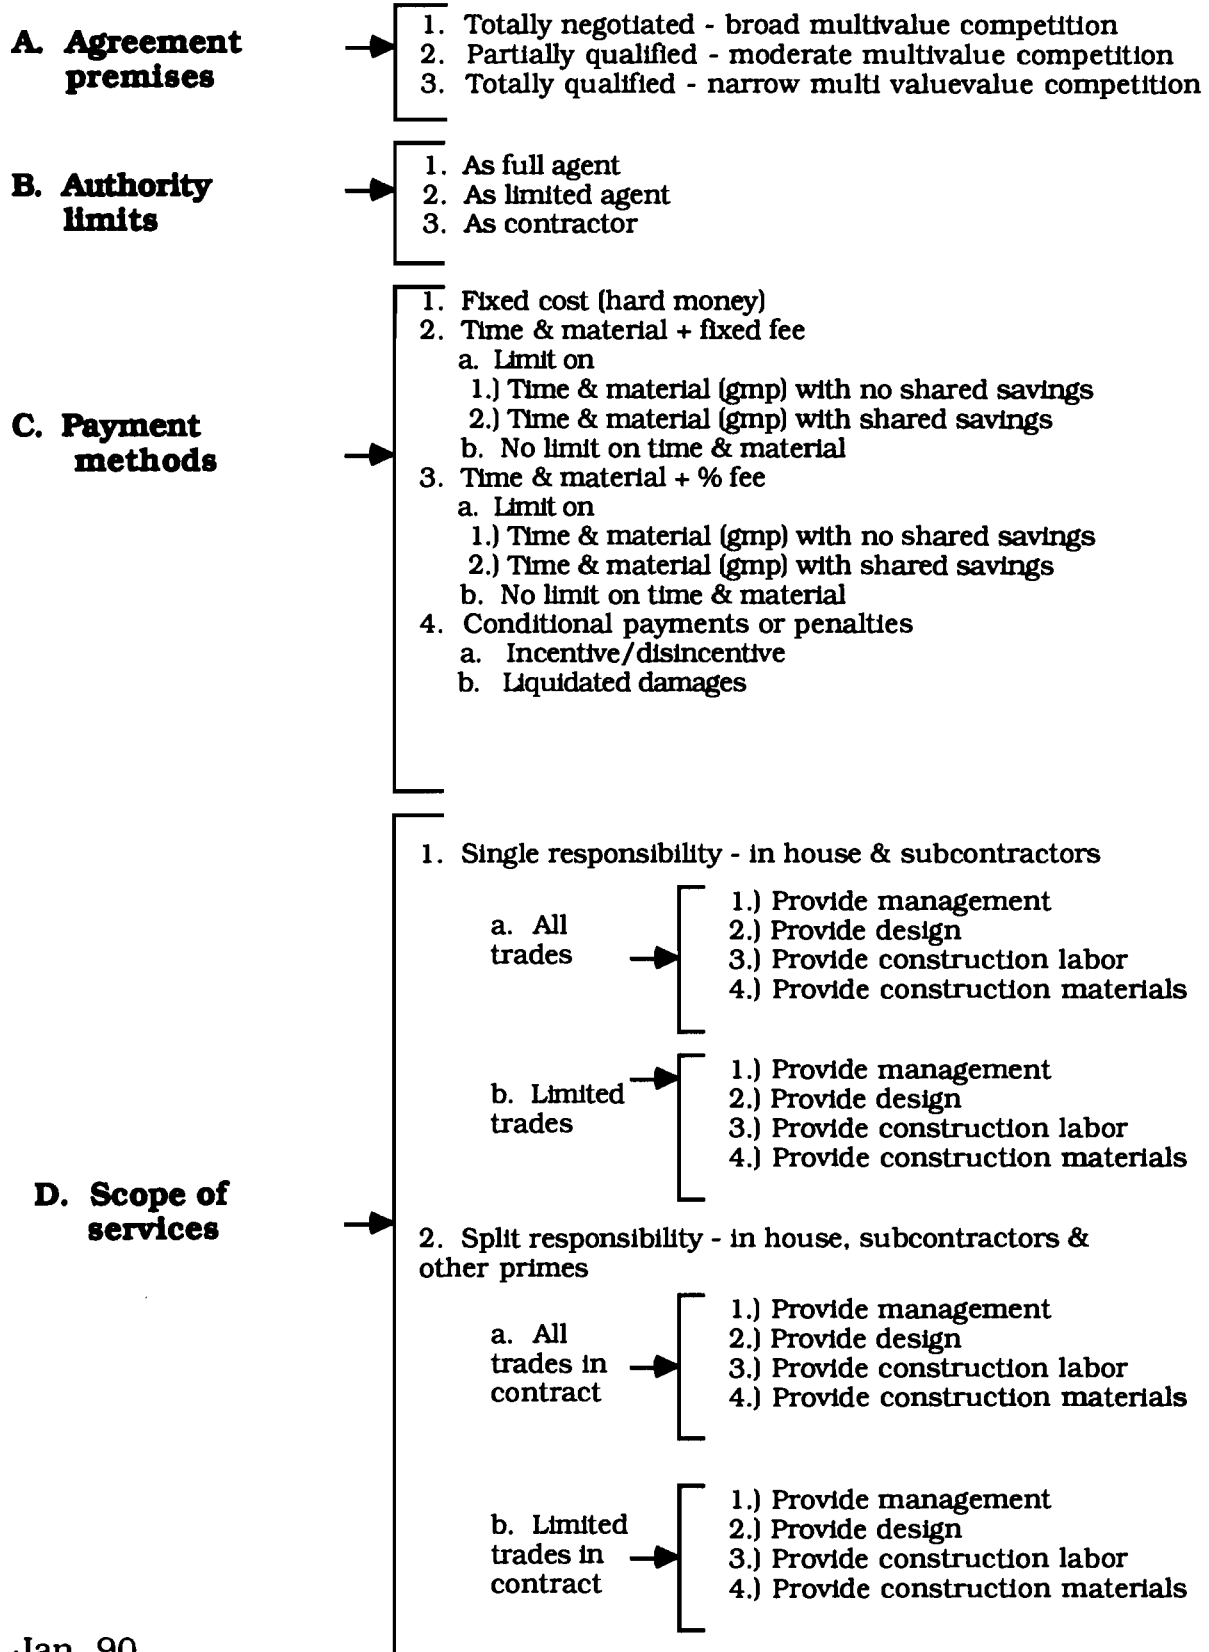 A. Agreement
premises
1. Totally negotiated - broad multivalue competition
2. Partially qualified - moderate multivalue competition
3. Totally qualified - narrow multi valuevalue competition
B. Authority
limits
1. As full agent
2. As limited agent
3. As contractor
C. Payment
methods
1. Fixed cost (hard money)
2. Time & material + fixed fee
a. Limit on
1.) Time & material (gmp) with no shared savings
2.) Time & material (gmp) with shared savings
b. No limit on time & material
3. Time & material + % fee
a. Limit on
1.) Time & material (gmp) with no shared savings
2.) Time & material (gmp) with shared savings
b. No limit on time & material
4. Conditional payments or penalties
a. Incentive/disincentive
b. Liquidated damages
D. Scope of
services
1. Single responsibility - in house & subcontractors
a. All
trades
1.) Provide management
2.) Provide design
3.) Provide construction labor
4.) Provide construction materials
b. Limited
trades
1.) Provide management
2.) Provide design
3.) Provide construction labor
4.) Provide construction materials
2. Split responsibility - in house, subcontractors &
other primes
a. All
trades in
contract
1.) Provide management
2.) Provide design
3.) Provide construction labor
4.) Provide construction materials
b. Limited
trades in
contract
1.) Provide management
2.) Provide design
3.) Provide construction labor
4.) Provide construction materials
Jan. 90